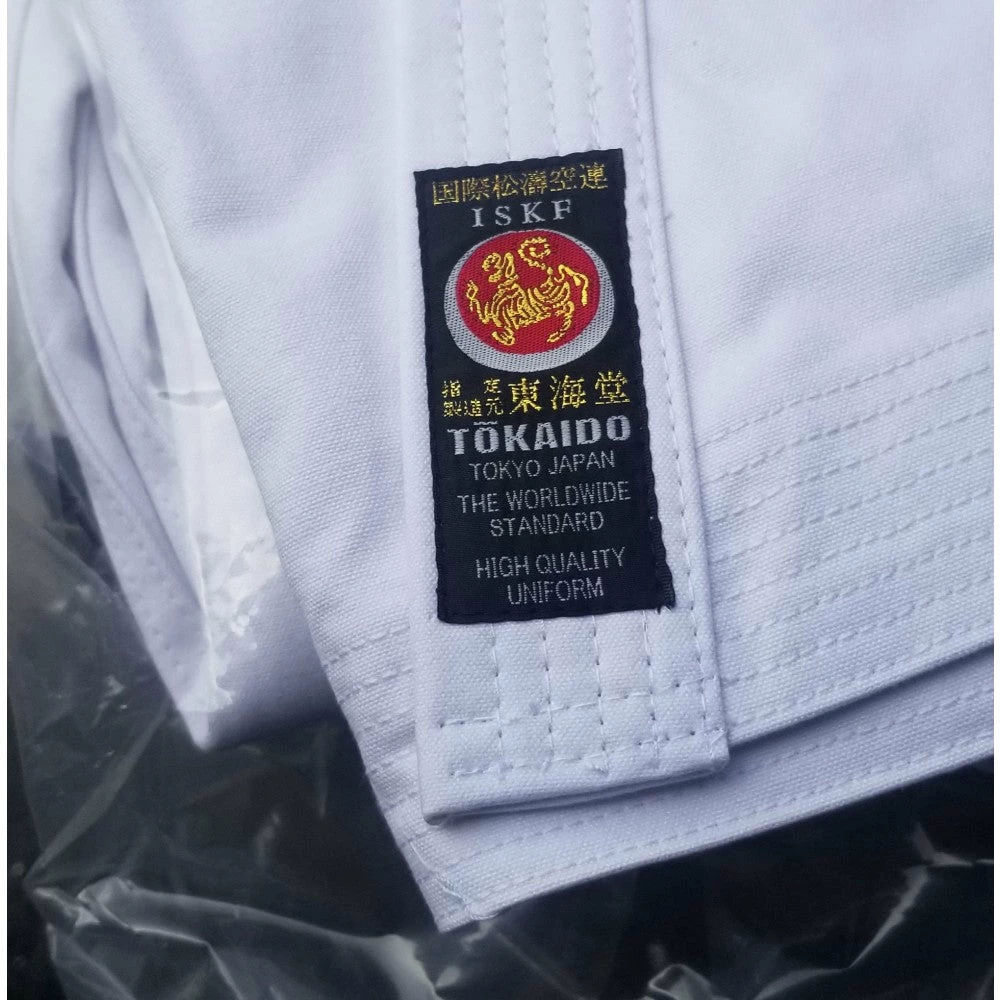 国際松濤空連
ISKF
指定
製造元
東海堂
TŌKAIDO
TOKYO JAPAN
THE WORLDWIDE
STANDARD
HIGH QUALITY
UNIFORM